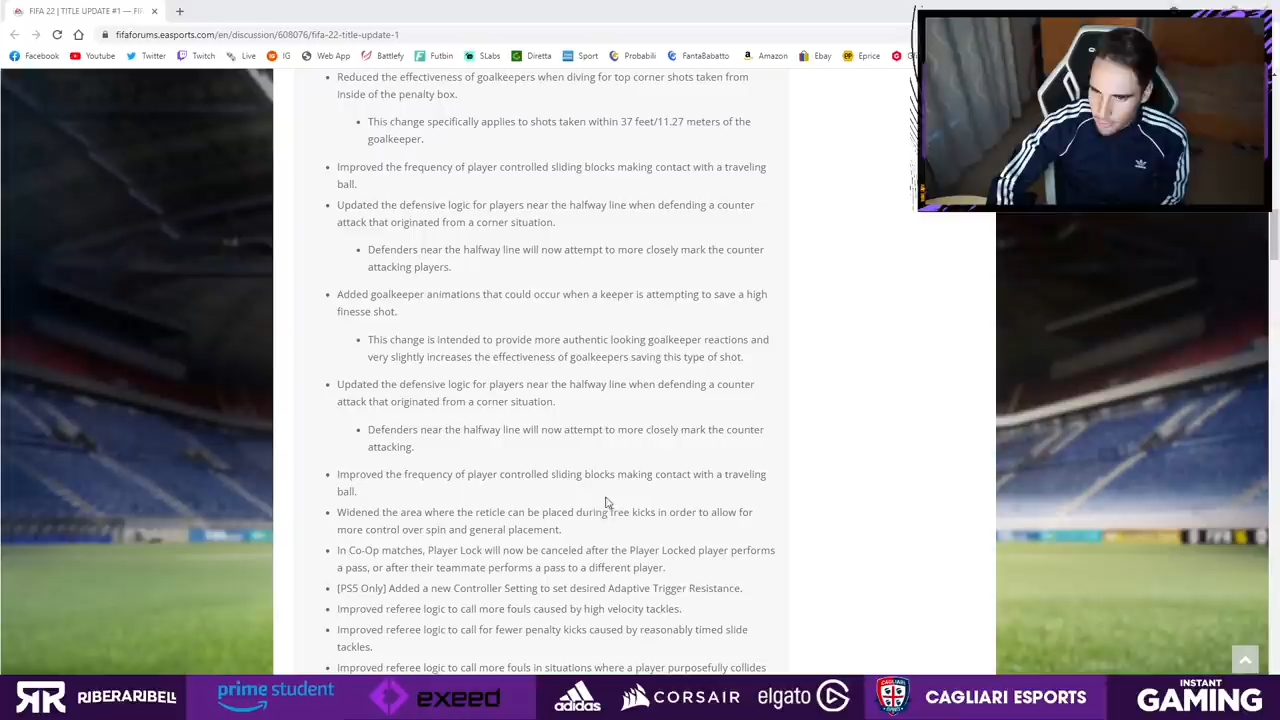 FIFA 22 | TITLE UPDATE #1 — FI
fifaforums.easports.com/en/discussion/608076/fifa-22-title-update-1
Facebook Youtube Twitter Twitch Live IG Battlefy Futbin SLabs Diretta Sport Probabili FantaBabatto Amazon Ebay Eprice
Reduced the effectiveness of goalkeepers when diving for top corner shots taken from
Inside of the penalty box.
This change specifically applies to shots taken within 37 feet/11.27 meters of the
goalkeeper.
Improved the frequency of player controlled sliding blocks making contact with a traveling
ball.
Updated the defensive logic for players near the halfway line when defending a counter
attack that originated from a corner situation.
Defenders near the halfway line will now attempt to more closely mark the counter
attacking players.
Added goalkeeper animations that could occur when a keeper is attempting to save a high
finesse shot.
This change is intended to provide more authentic looking goalkeeper reactions and
very slightly increases the effectiveness of goalkeepers saving this type of shot.
Updated the defensive logic for players near the halfway line when defending a counter
attack that originated from a corner situation.
Defenders near the halfway line will now attempt to more closely mark the counter
attacking.
Improved the frequency of player controlled sliding blocks making contact with a traveling
ball.
Widened the area where the reticle can be placed during free kicks in order to allow for
more control over spin and general placement.
In Co-Op matches, Player Lock will now be canceled after the Player Locked player performs
a pass, or after their teammate performs a pass to a different player.
[PS5 Only] Added a new Controller Setting to set desired Adaptive Trigger Resistance.
Improved referee logic to call more fouls caused by high velocity tackles.
Improved referee logic to call for fewer penalty kicks caused by reasonably timed slide
tackles.
Improved referee logic to call more fouls in situations where a player purposefully collides
RIBERARIBELL prime student exeed adidas CORSAIR elgato CAGLIARI ESPORTS INSTANT GAMING